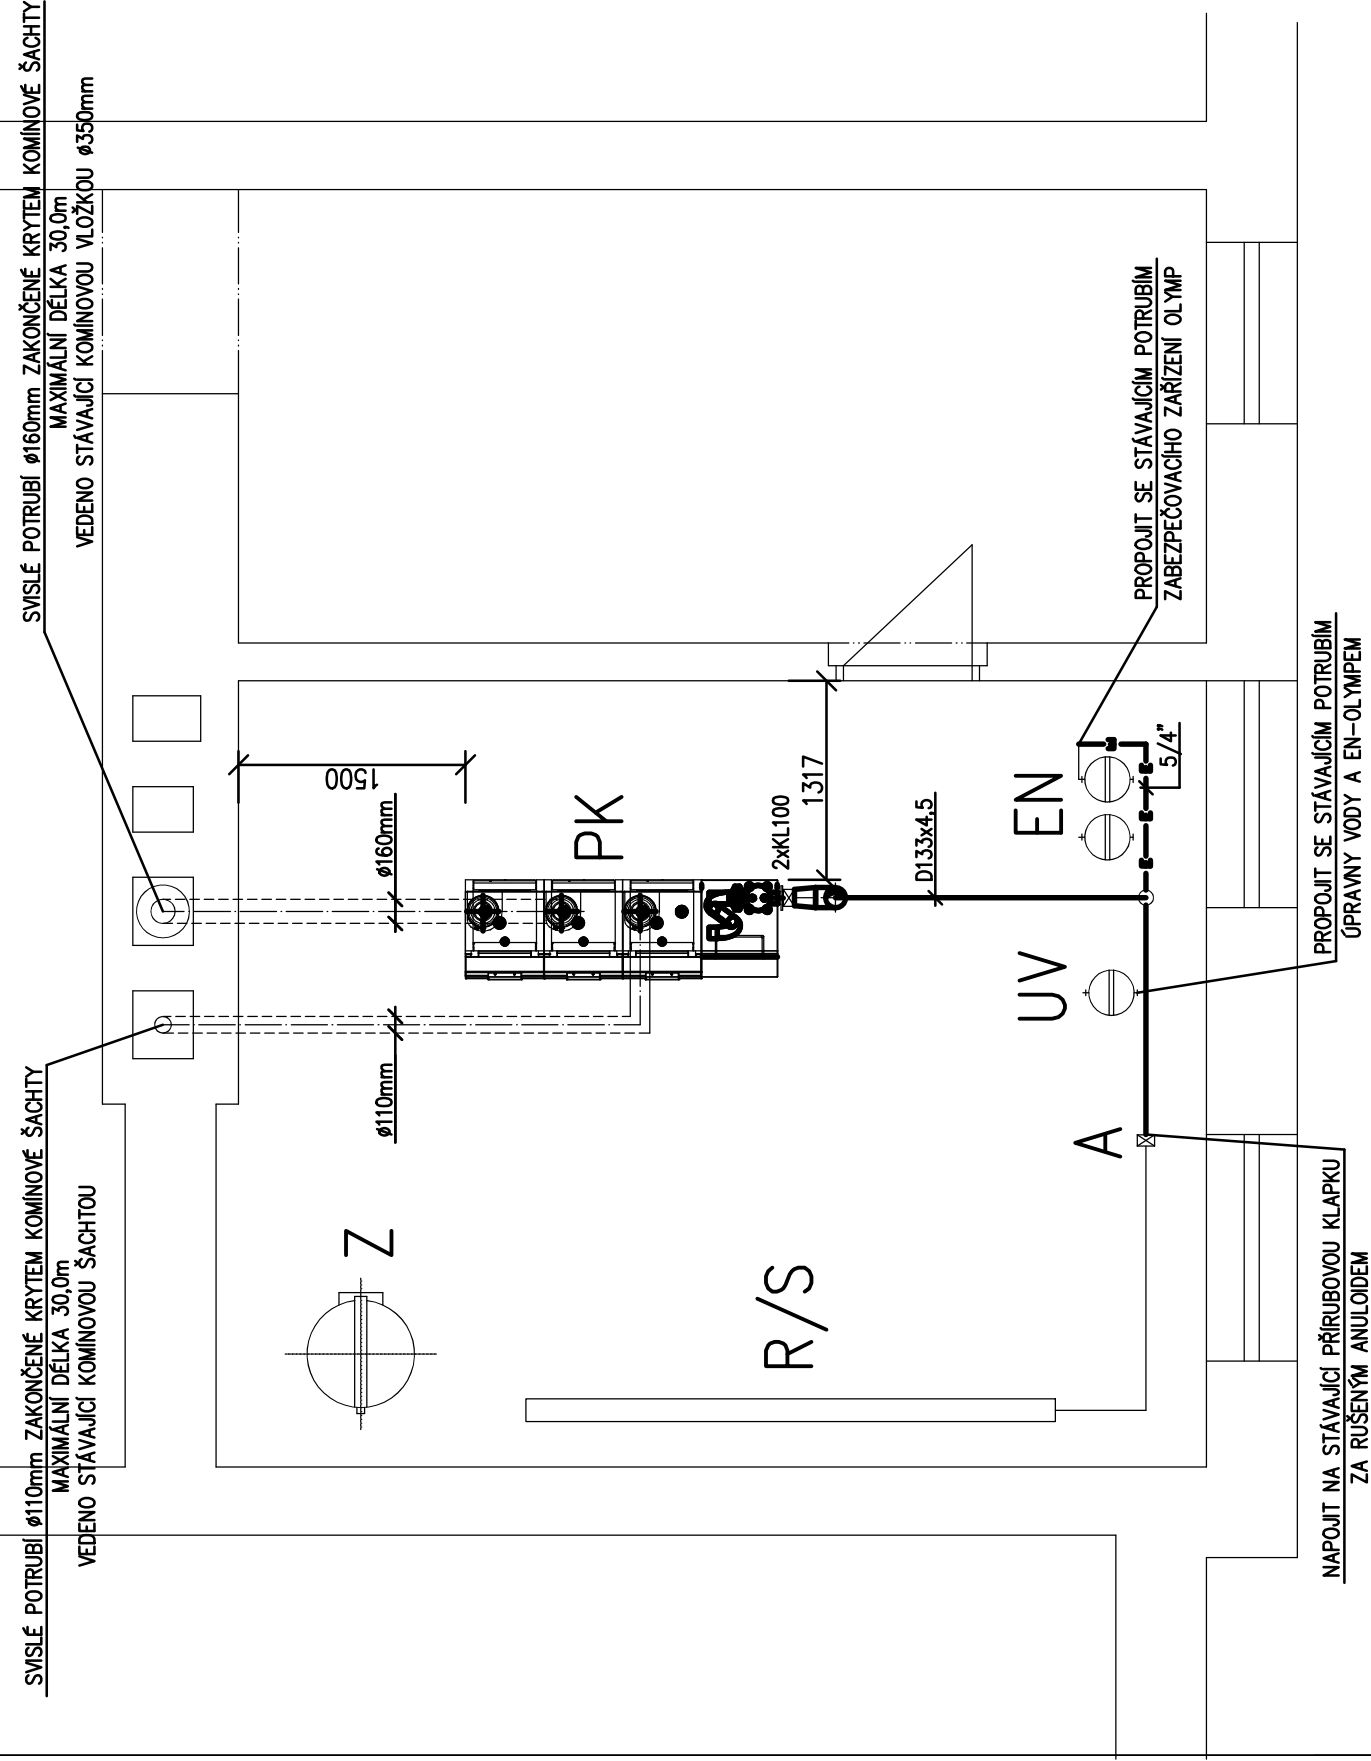 SVISLÉ POTRUBÍ ø110mm ZAKONČENÉ KRYTEM KOMÍNOVÉ ŠACHTY
MAXIMÁLNÍ DÉLKA 30,0m
VEDENO STÁVAJÍCÍ KOMÍNOVOU ŠACHTOU
SVISLÉ POTRUBÍ ø160mm ZAKONČENÉ KRYTEM KOMÍNOVÉ ŠACHTY
MAXIMÁLNÍ DÉLKA 30,0m
VEDENO STÁVAJÍCÍ KOMÍNOVOU VLOŽKOU ø350mm
1500
ø110mm
ø160mm
Z
PK
R/S
2xKL100
1317
D133x4,5
A
UV
EN
5/4"
PROPOJIT SE STÁVAJÍCÍM POTRUBÍM
ZABEZPEČOVACÍHO ZAŘÍZENÍ OLYMP
NAPOJIT NA STÁVAJÍCÍ PŘÍRUBOVOU KLAPKU
ZA RUŠENÝM ANULOIDEM
PROPOJIT SE STÁVAJÍCÍM POTRUBÍM
ÚPRAVNY VODY A EN-OLYMPEM